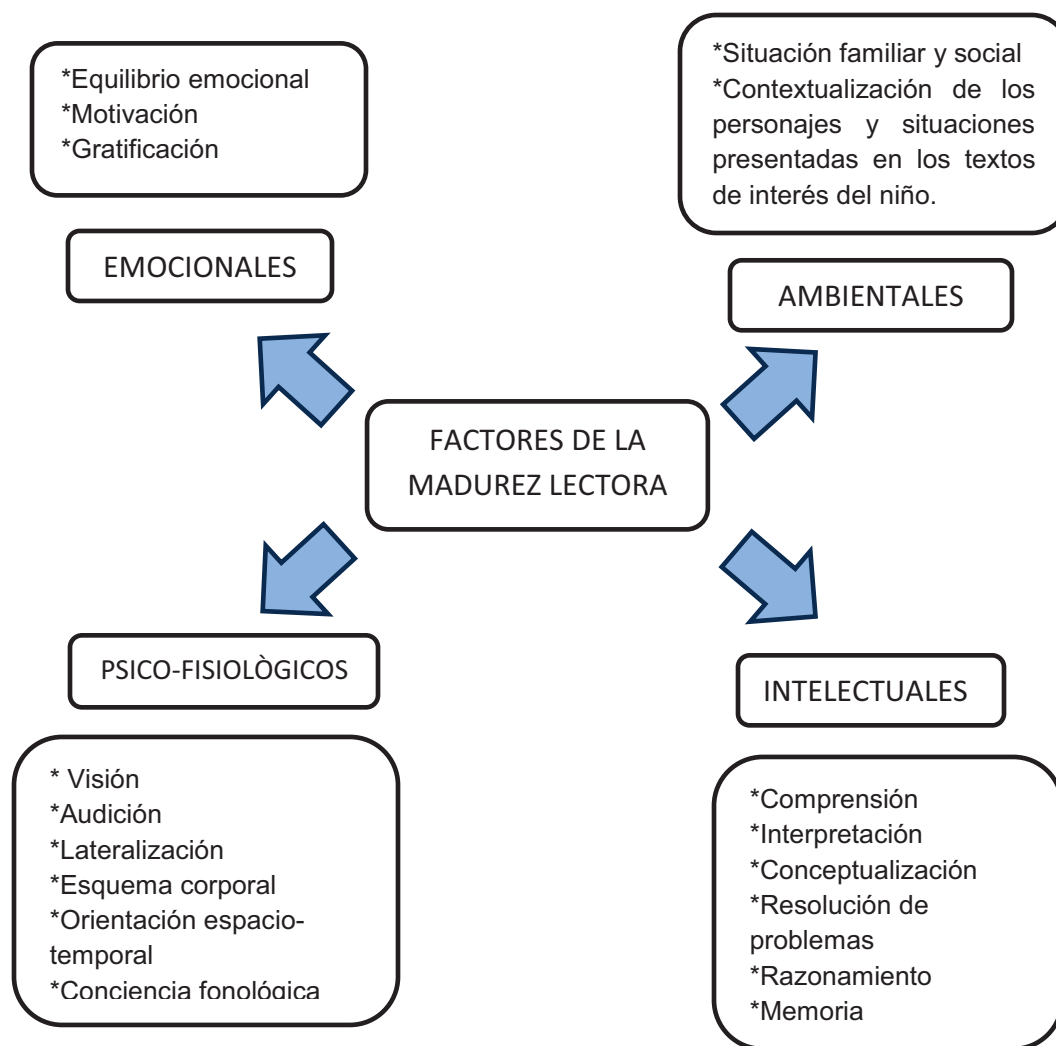 *Equilibrio emocional
*Motivación
*Gratificación
EMOCIONALES
*Situación familiar y social
*Contextualización de los
personajes y situaciones
presentadas en los textos
de interés del niño.
AMBIENTALES
FACTORES DE LA
MADUREZ LECTORA
PSICO-FISIOLÒGICOS
* Visión
*Audición
*Lateralización
*Esquema corporal
*Orientación espacio-
temporal
*Conciencia fonológica
INTELECTUALES
*Comprensión
*Interpretación
*Conceptualización
*Resolución de
problemas
*Razonamiento
*Memoria